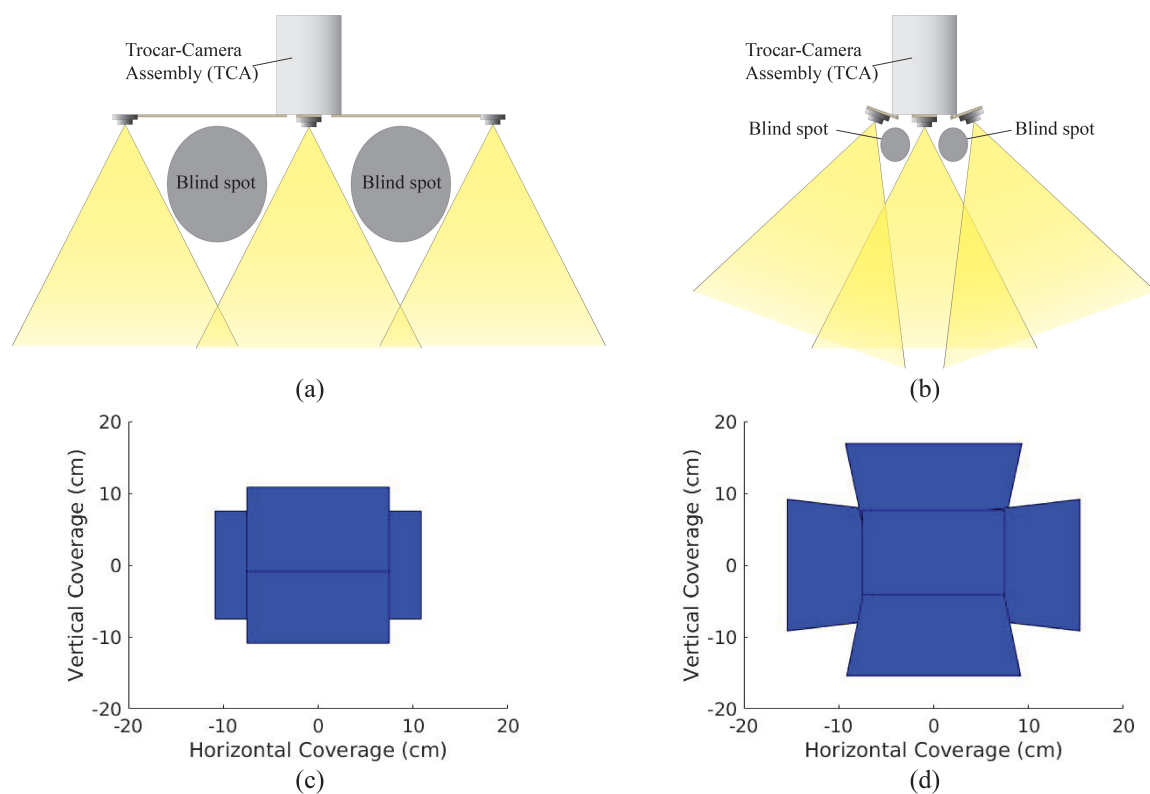 Trocar-Camera
Assembly (TCA)
Blind spot
Blind spot
(a)
Trocar-Camera
Assembly (TCA)
Blind spot
Blind spot
(b)
20
10
0
-10
-20
-20
-10
0
10
20
Vertical Coverage (cm)
Horizontal Coverage (cm)
(c)
20
10
0
-10
-20
-20
-10
0
10
20
Vertical Coverage (cm)
Horizontal Coverage (cm)
(d)